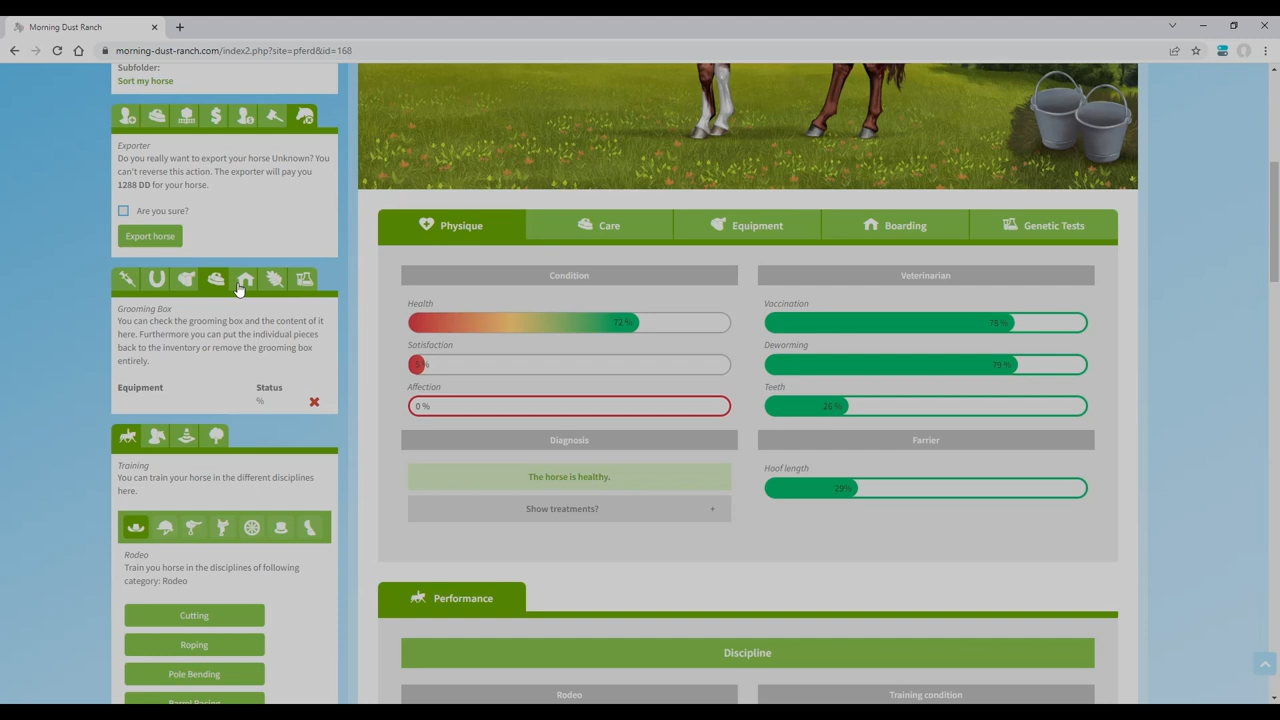 Morning Dust Ranch
morning-dust-ranch.com/index2.php?site=pferd&id=168
Subfolder:
Sort my horse
Exporter
Do you really want to export your horse Unknown? You
can't reverse this action. The exporter will pay you
1288 DD for your horse.
Are you sure?
Export horse
Grooming Box
You can check the grooming box and the content of it
here. Furthermore you can put the individual pieces
back to the inventory or remove the grooming box
entirely.
Equipment Status
%
Training
You can train your horse in the different disciplines
here.
Rodeo
Train you horse in the disciplines of following
category: Rodeo
Cutting
Roping
Pole Bending
Barrel Racing
Physique Care Equipment Boarding Genetic Tests
Condition
Health
72 %
Satisfaction
5 %
Affection
0 %
Diagnosis
The horse is healthy.
Show treatments? +
Veterinarian
Vaccination
78 %
Deworming
79 %
Teeth
26 %
Farrier
Hoof length
29%
Performance
Discipline
Rodeo Training condition